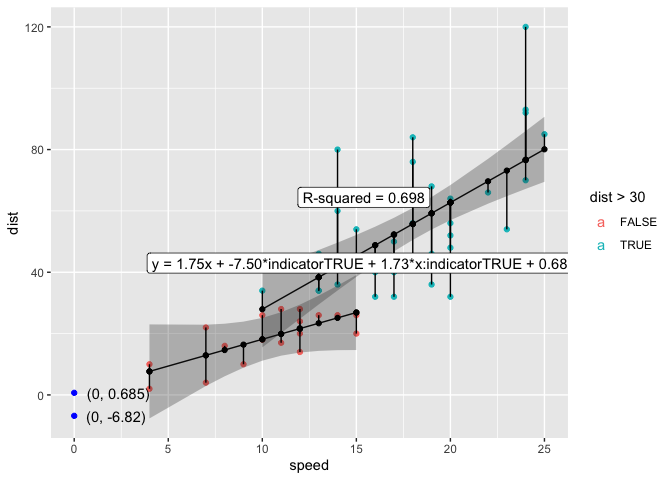 120
80
40
0
dist
R-squared = 0.698
y = 1.75x + -7.50*indicatorTRUE + 1.73*x:indicatorTRUE + 0.68
(0, 0.685)
(0, -6.82)
0 5 10 15 20 25
speed
dist > 30
a FALSE
a TRUE